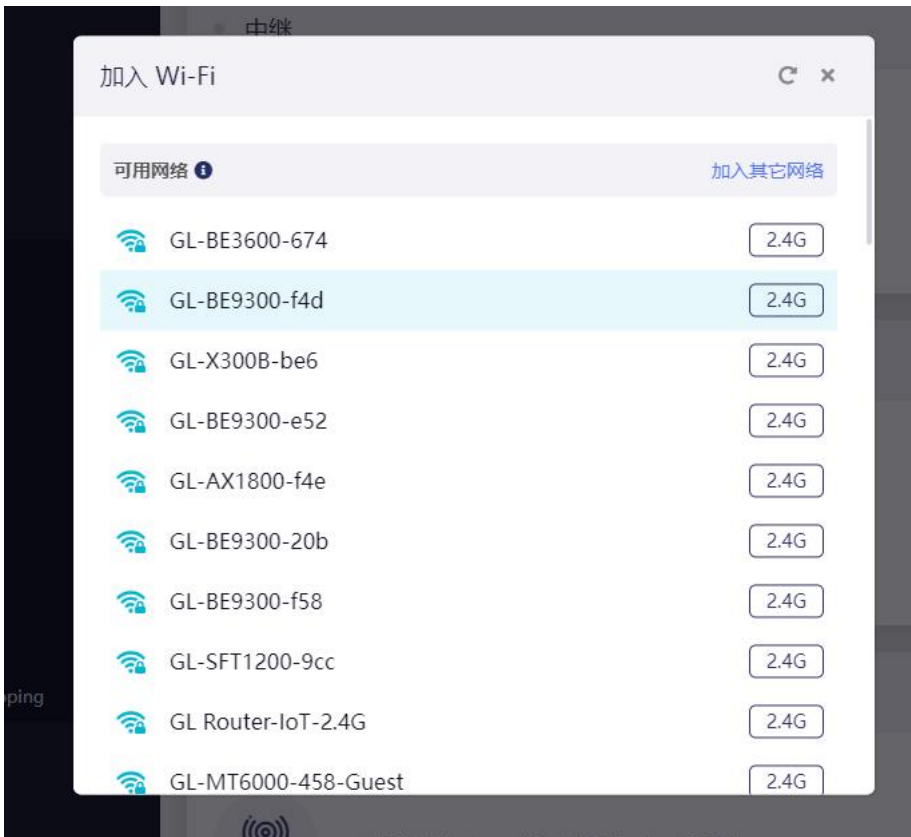 中继
加入 Wi-Fi
可用网络 加入其它网络
GL-BE3600-674 2.4G
GL-BE9300-f4d 2.4G
GL-X300B-be6 2.4G
GL-BE9300-e52 2.4G
GL-AX1800-f4e 2.4G
GL-BE9300-20b 2.4G
GL-BE9300-f58 2.4G
GL-SFT1200-9cc 2.4G
pping
GL Router-IoT-2.4G 2.4G
GL-MT6000-458-Guest 2.4G